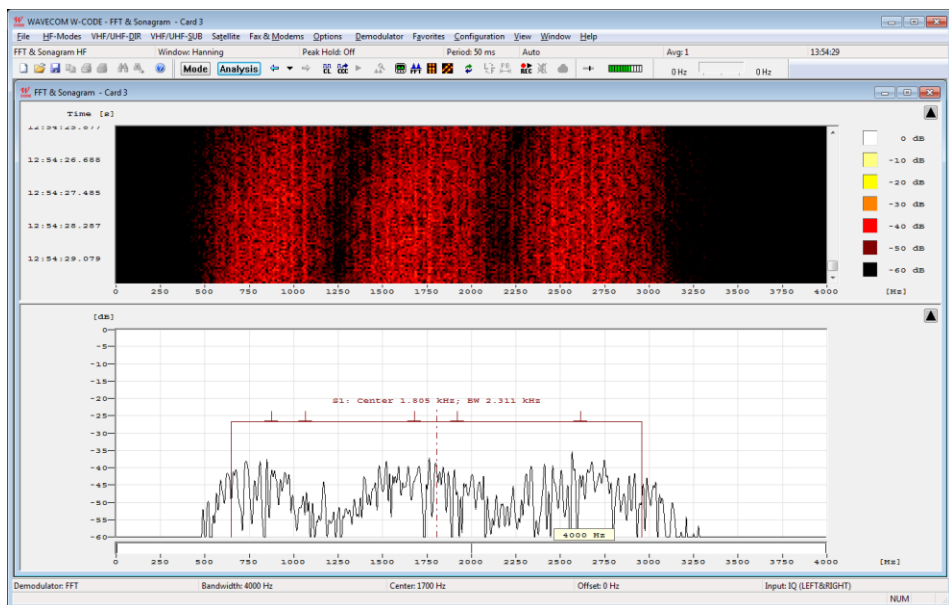 WAVECOM W-CODE - FFT & Sonagram - Card 3
File HF-Modes VHF/UHF-DIR VHF/UHF-SUB Satellite Fax & Modems Options Demodulator Favorites Configuration View Window Help
FFT & Sonagram HF Window: Hanning Peak Hold: Off Period: 50 ms Auto Avg: 1 13:54:29
Mode Analysis CL CCC FFT REC 0 Hz 0 Hz
FFT & Sonagram - Card 3
Time [s]
12:54:26.688
12:54:27.485
12:54:28.287
12:54:29.079
0 dB
-10 dB
-20 dB
-30 dB
-40 dB
-50 dB
-60 dB
0 250 500 750 1000 1250 1500 1750 2000 2250 2500 2750 3000 3250 3500 3750 4000 [Hz]
[dB]
0
-5
-10
-15
-20
-25
-30
-35
-40
-45
-50
-55
-60
S1: Center 1.805 kHz; BW 2.311 kHz
4000 Hz
0 250 500 750 1000 1250 1500 1750 2000 2250 2500 2750 3000 3250 3500 3750 4000 [Hz]
Demodulator: FFT Bandwidth: 4000 Hz Center: 1700 Hz Offset: 0 Hz Input: IQ (LEFT&RIGHT)
NUM